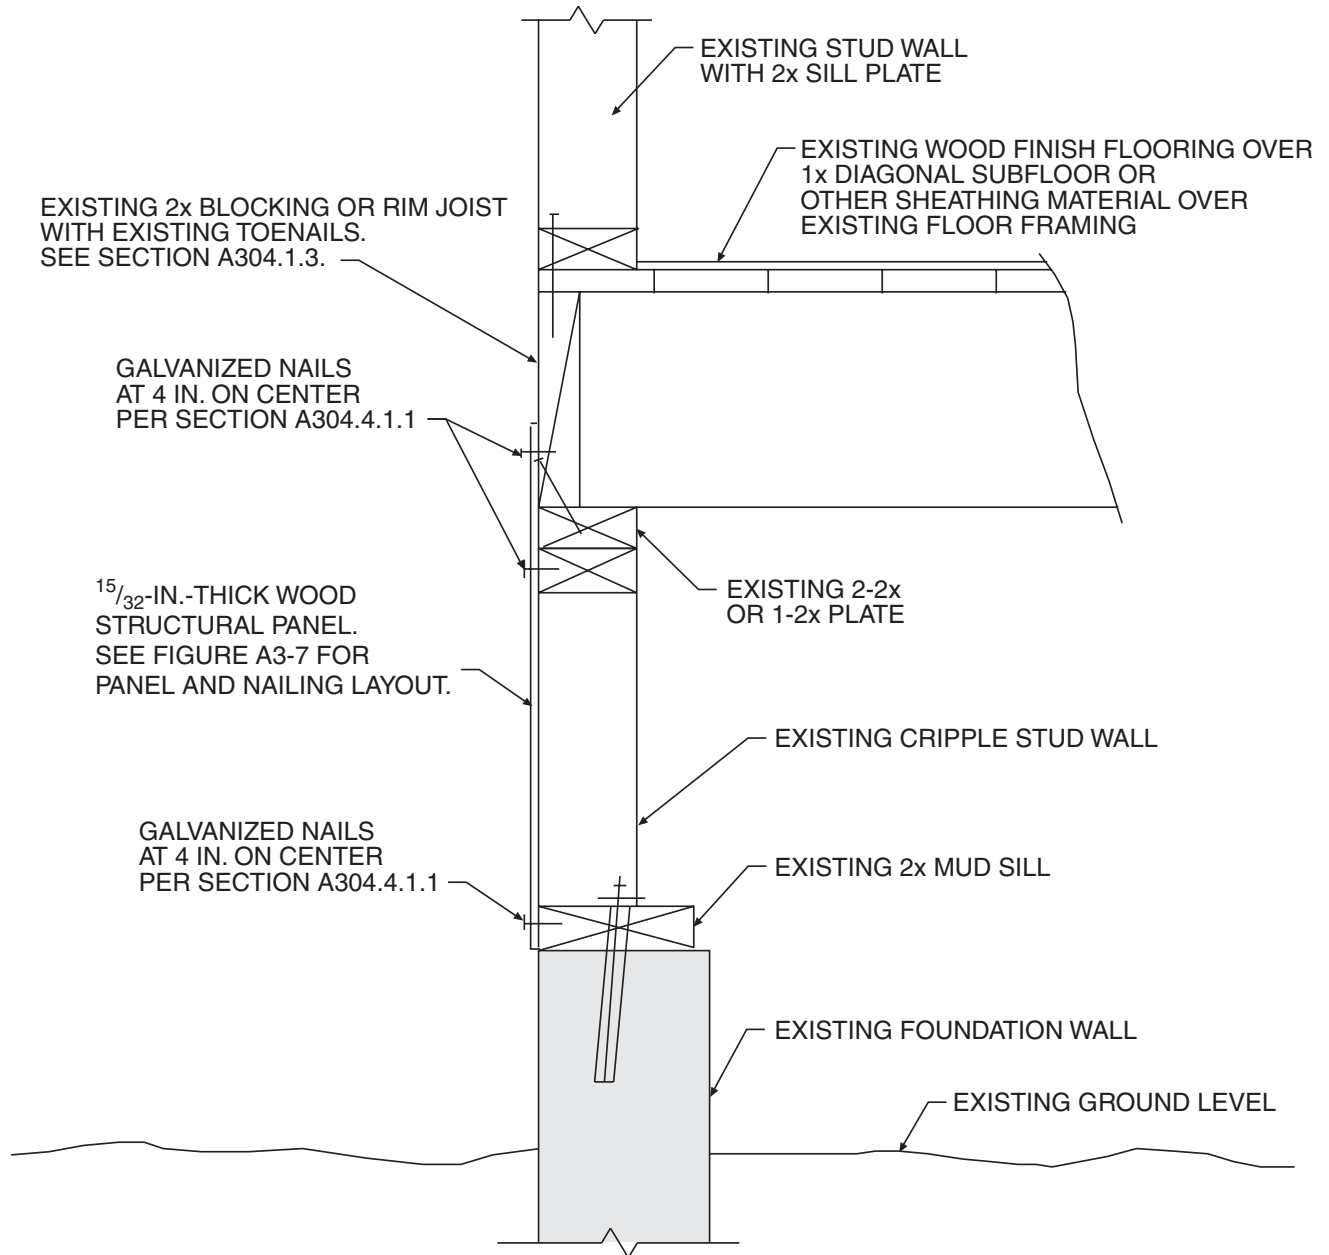 EXISTING STUD WALL
WITH 2x SILL PLATE
EXISTING WOOD FINISH FLOORING OVER
1x DIAGONAL SUBFLOOR OR
OTHER SHEATHING MATERIAL OVER
EXISTING FLOOR FRAMING
EXISTING 2x BLOCKING OR RIM JOIST
WITH EXISTING TOENAILS.
SEE SECTION A304.1.3.
GALVANIZED NAILS
AT 4 IN. ON CENTER
PER SECTION A304.4.1.1
15/32-IN.-THICK WOOD
STRUCTURAL PANEL.
SEE FIGURE A3-7 FOR
PANEL AND NAILING LAYOUT.
EXISTING 2-2x
OR 1-2x PLATE
EXISTING CRIPPLE STUD WALL
GALVANIZED NAILS
AT 4 IN. ON CENTER
PER SECTION A304.4.1.1
EXISTING 2x MUD SILL
EXISTING FOUNDATION WALL
EXISTING GROUND LEVEL